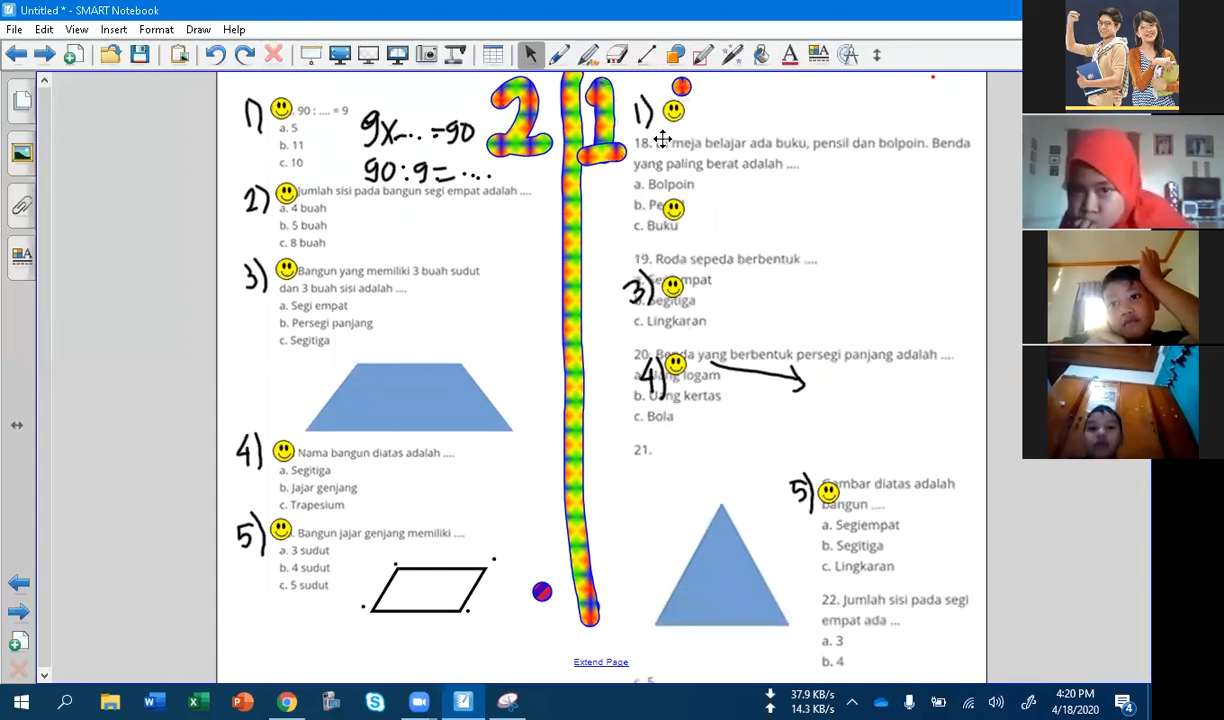 Untitled * - SMART Notebook
File Edit View Insert Format Draw Help
1) 90 : .... = 9
a. 5
b. 11
c. 10
9x... =90
90:9=....
2) Jumlah sisi pada bangun segi empat adalah ....
a. 4 buah
b. 5 buah
c. 8 buah
3) Bangun yang memiliki 3 buah sudut
dan 3 buah sisi adalah ....
a. Segi empat
b. Persegi panjang
c. Segitiga
4) Nama bangun diatas adalah ....
a. Segitiga
b. Jajar genjang
c. Trapesium
5) Bangun jajar genjang memiliki ....
a. 3 sudut
b. 4 sudut
c. 5 sudut
2 1
1)
18. meja belajar ada buku, pensil dan bolpoin. Benda
yang paling berat adalah ....
a. Bolpoin
b.
c. Buku
19. Roda sepeda berbentuk ....
3)
c. Lingkaran
20. Benda yang berbentuk persegi panjang adalah ....
4) logam
b. Uang kertas
c. Bola
21.
5) Gambar diatas adalah
bangun ....
a. Segiempat
b. Segitiga
c. Lingkaran
22. Jumlah sisi pada segi
empat ada ...
a. 3
b. 4
c. 5
Extend Page
37.9 KB/s
14.3 KB/s
4:20 PM
4/18/2020
4